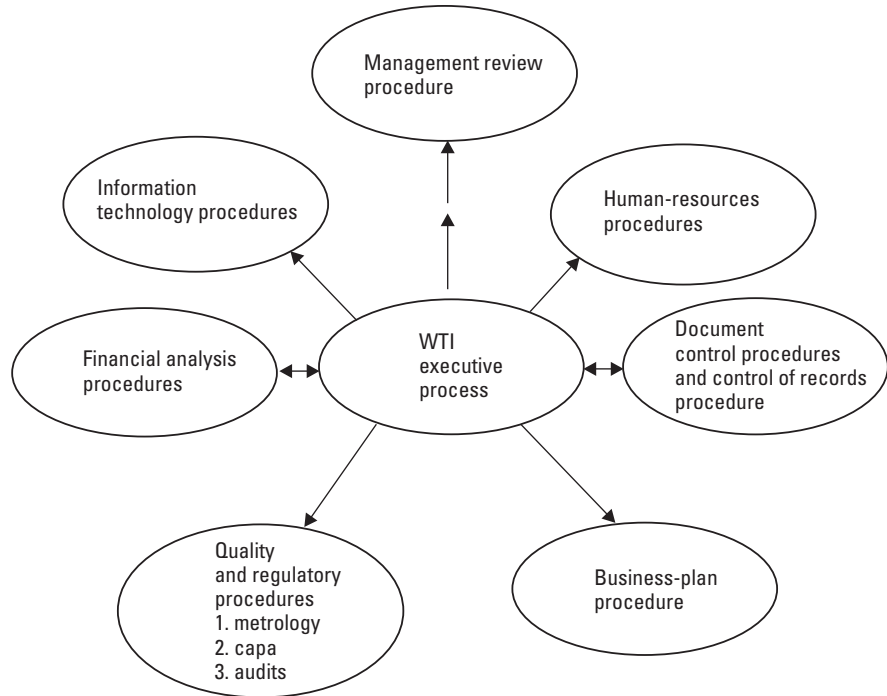 Management review
procedure
Information
technology procedures
Human-resources
procedures
Financial analysis
procedures
WTI
executive
process
Document
control procedures
and control of records
procedure
Quality
and regulatory
procedures
1. metrology
2. capa
3. audits
Business-plan
procedure